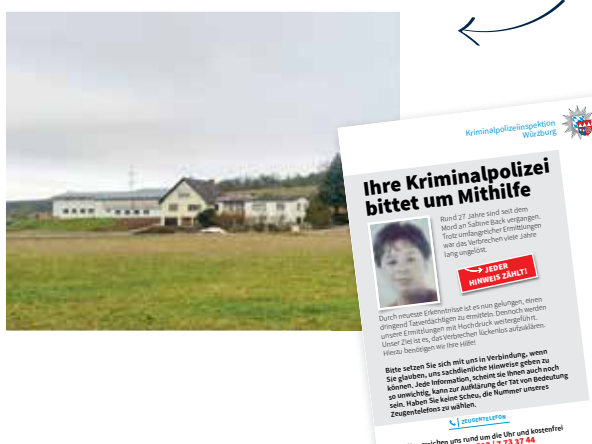 Kriminalpolizeiinspektion
Würzburg
Ihre Kriminalpolizei
bittet um Mithilfe
Rund 27 Jahre sind seit dem
Mord an Sabine Back vergangen.
Trotz umfangreicher Ermittlungen
war das Verbrechen viele Jahre
lang ungelöst.
JEDER
HINWEIS ZÄHLT!
Durch neueste Erkenntnisse ist es nun gelungen, einen
dringend Tatverdächtigen zu ermitteln. Dennoch werden
unsere Ermittlungen mit Hochdruck weitergeführt.
Unser Ziel ist es, das Verbrechen lückenlos aufzuklären.
Hierzu benötigen wir Ihre Hilfe!
Bitte setzen Sie sich mit uns in Verbindung, wenn
Sie glauben, uns sachdienliche Hinweise geben zu
können. Jede Information, scheint sie Ihnen auch noch
so unwichtig, kann zur Aufklärung der Tat von Bedeutung
sein. Haben Sie keine Scheu, die Nummer unseres
Zeugentelefons zu wählen.
ZEUGENTELEFON
uns rund um die Uhr und kostenfrei
7 73 37 44